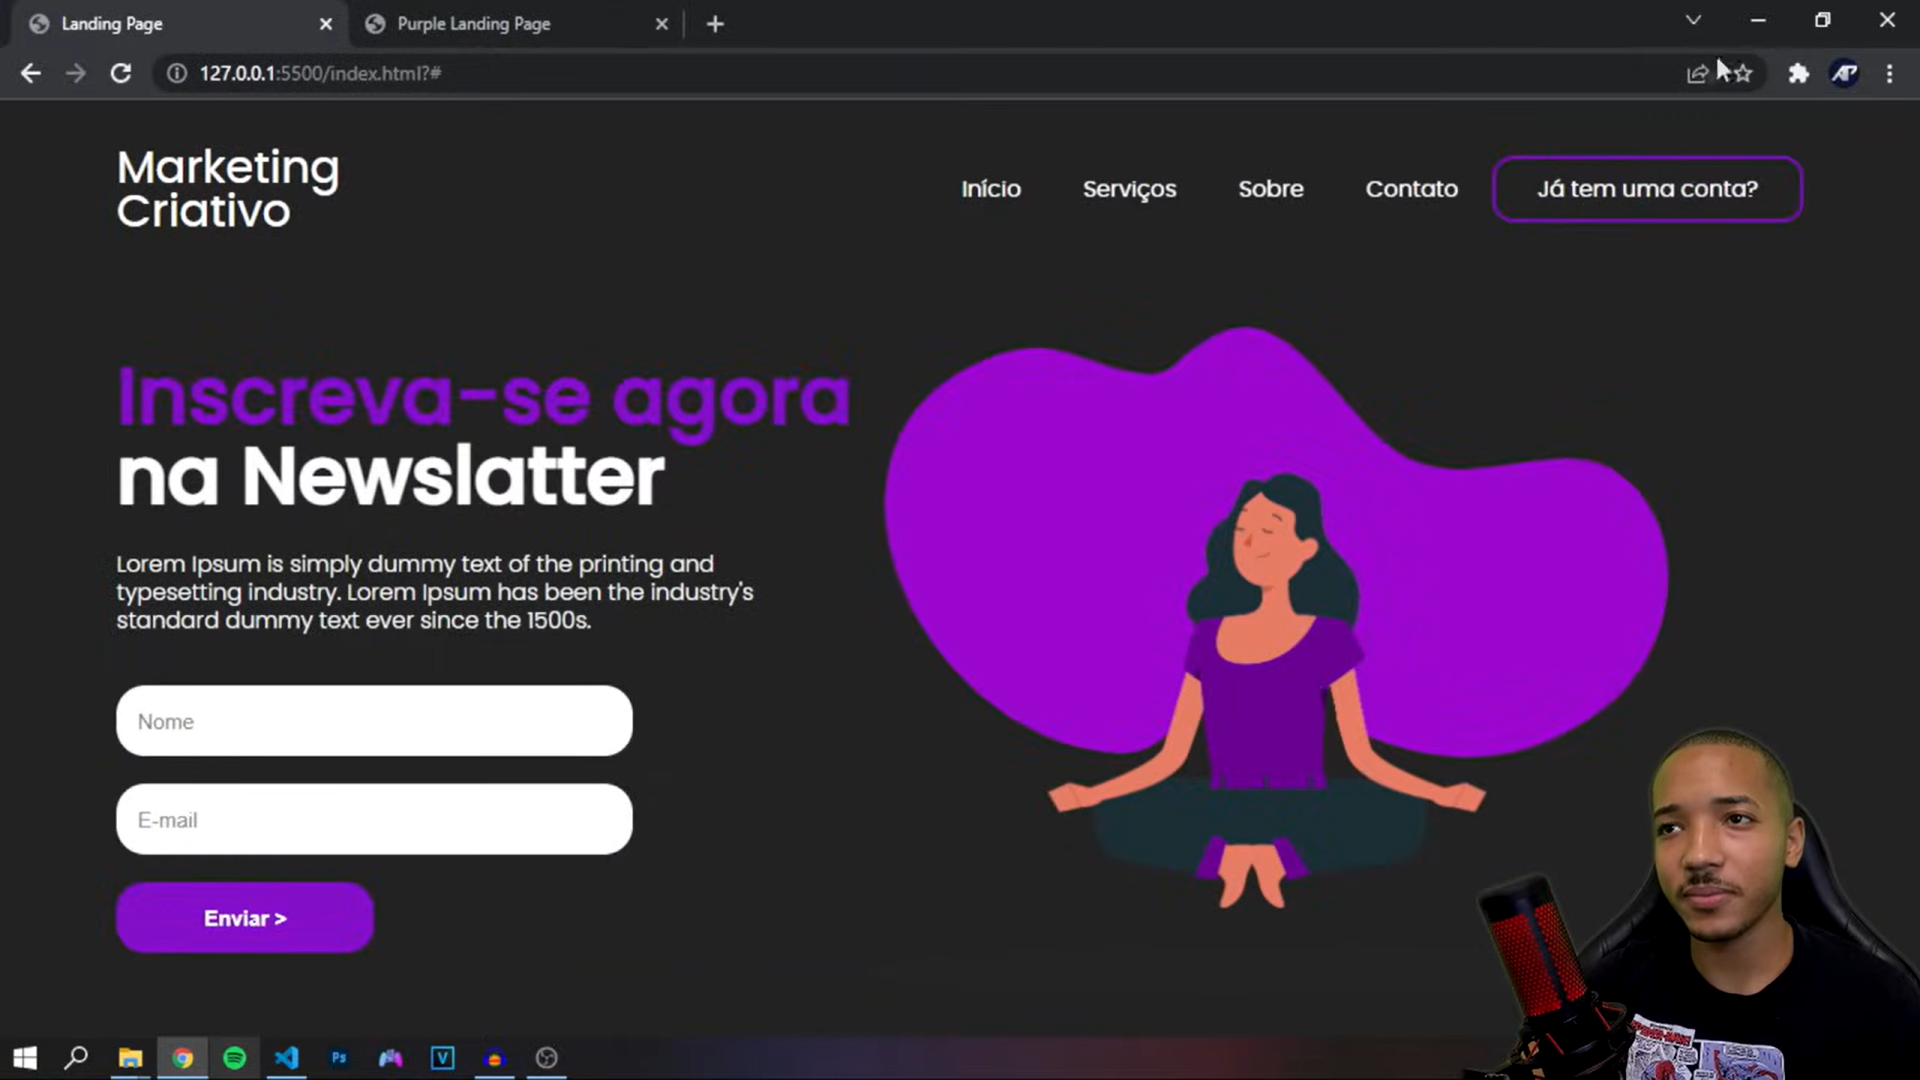 Landing Page
Purple Landing Page
127.0.0.1:5500/index.html?#
Marketing
Criativo
Início
Serviços
Sobre
Contato
Já tem uma conta?
Inscreva-se agora
na Newslatter
Lorem Ipsum is simply dummy text of the printing and
typesetting industry. Lorem Ipsum has been the industry's
standard dummy text ever since the 1500s.
Nome
E-mail
Enviar >
Ps
V